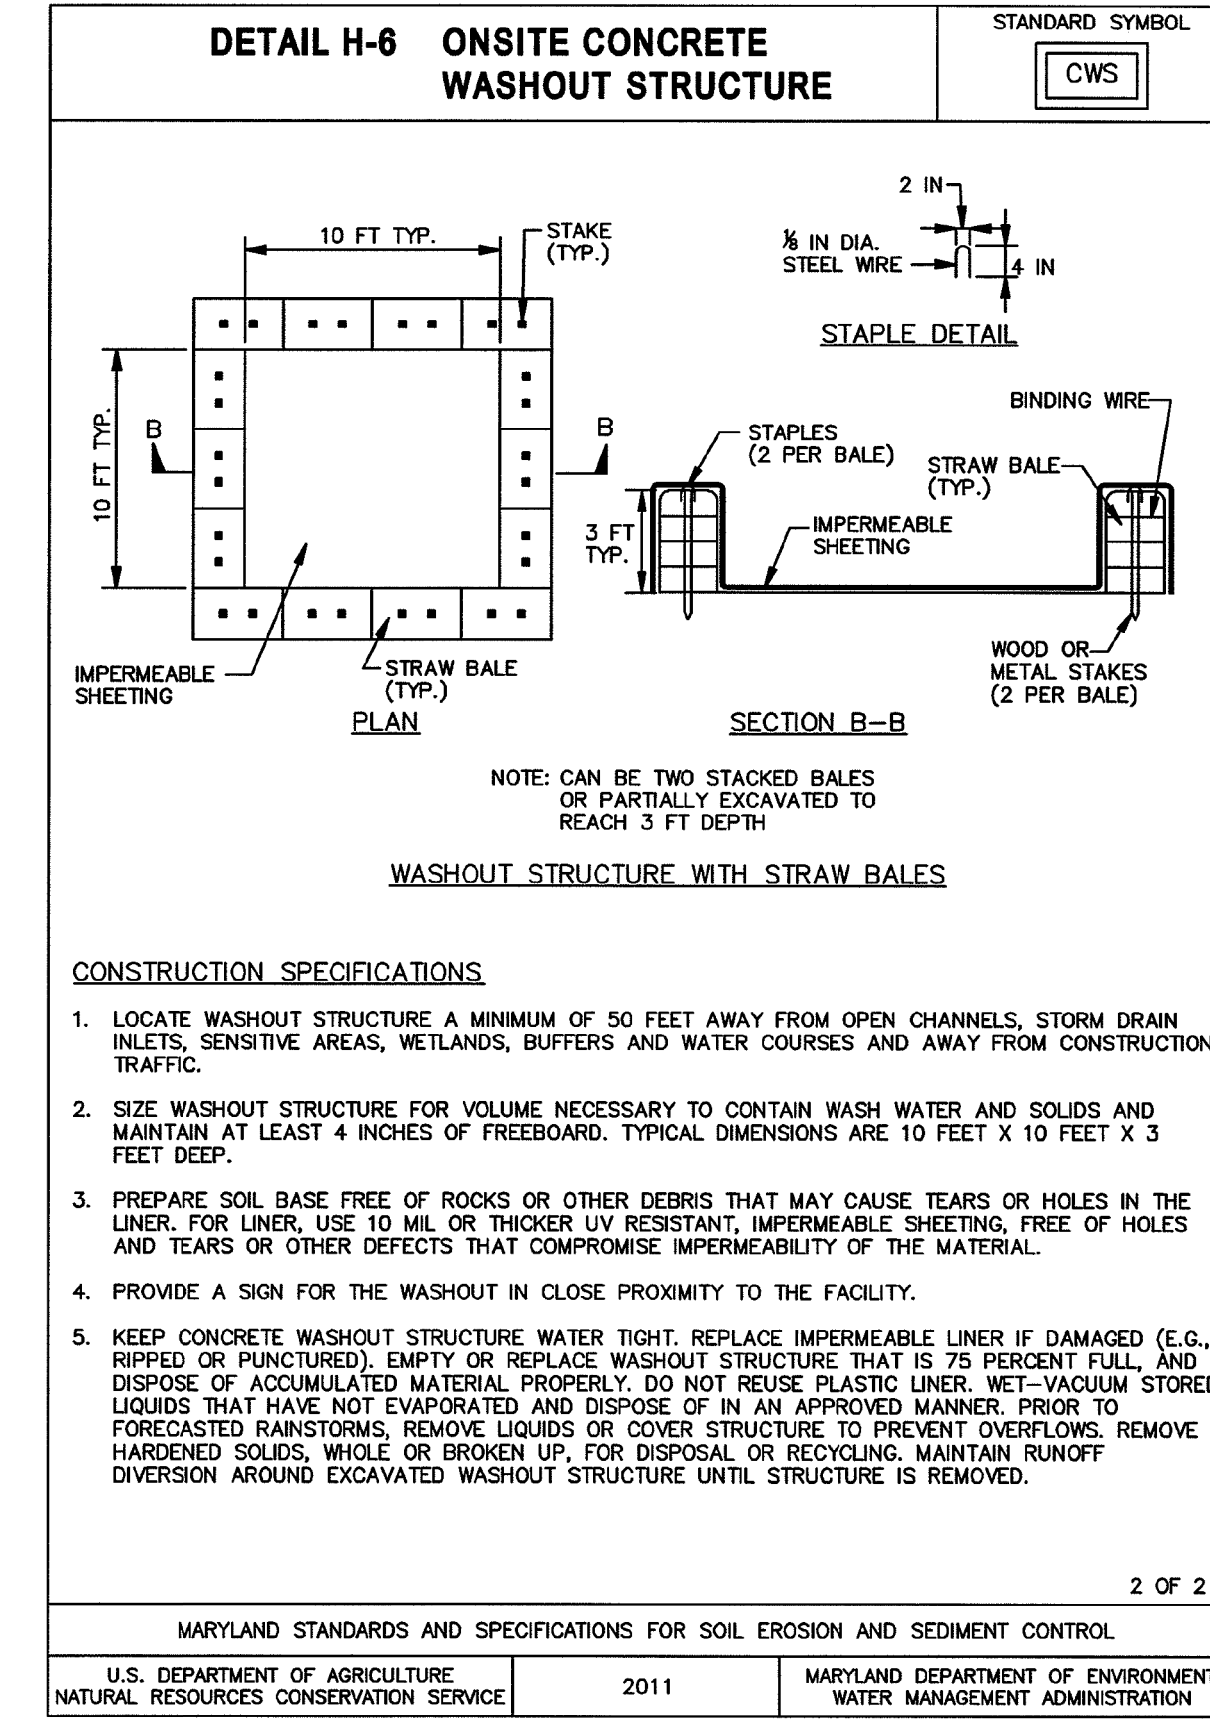 DETAIL H-6 ONSITE CONCRETE
WASHOUT STRUCTURE
STANDARD SYMBOL
CWS
2 IN
⅛ IN DIA.
STEEL WIRE
4 IN
STAPLE DETAIL
10 FT TYP.
STAKE
(TYP.)
10 FT TYP.
B
B
IMPERMEABLE
SHEETING
STRAW BALE
(TYP.)
PLAN
BINDING WIRE
STAPLES
(2 PER BALE)
STRAW BALE
(TYP.)
3 FT
TYP.
IMPERMEABLE
SHEETING
WOOD OR
METAL STAKES
(2 PER BALE)
SECTION B-B
NOTE: CAN BE TWO STACKED BALES
OR PARTIALLY EXCAVATED TO
REACH 3 FT DEPTH
WASHOUT STRUCTURE WITH STRAW BALES
CONSTRUCTION SPECIFICATIONS
1. LOCATE WASHOUT STRUCTURE A MINIMUM OF 50 FEET AWAY FROM OPEN CHANNELS, STORM DRAIN
INLETS, SENSITIVE AREAS, WETLANDS, BUFFERS AND WATER COURSES AND AWAY FROM CONSTRUCTION
TRAFFIC.
2. SIZE WASHOUT STRUCTURE FOR VOLUME NECESSARY TO CONTAIN WASH WATER AND SOLIDS AND
MAINTAIN AT LEAST 4 INCHES OF FREEBOARD. TYPICAL DIMENSIONS ARE 10 FEET X 10 FEET X 3
FEET DEEP.
3. PREPARE SOIL BASE FREE OF ROCKS OR OTHER DEBRIS THAT MAY CAUSE TEARS OR HOLES IN THE
LINER. FOR LINER, USE 10 MIL OR THICKER UV RESISTANT, IMPERMEABLE SHEETING, FREE OF HOLES
AND TEARS OR OTHER DEFECTS THAT COMPROMISE IMPERMEABILITY OF THE MATERIAL.
4. PROVIDE A SIGN FOR THE WASHOUT IN CLOSE PROXIMITY TO THE FACILITY.
5. KEEP CONCRETE WASHOUT STRUCTURE WATER TIGHT. REPLACE IMPERMEABLE LINER IF DAMAGED (E.G.,
RIPPED OR PUNCTURED). EMPTY OR REPLACE WASHOUT STRUCTURE THAT IS 75 PERCENT FULL, AND
DISPOSE OF ACCUMULATED MATERIAL PROPERLY. DO NOT REUSE PLASTIC LINER. WET-VACUUM STORED
LIQUIDS THAT HAVE NOT EVAPORATED AND DISPOSE OF IN AN APPROVED MANNER. PRIOR TO
FORECASTED RAINSTORMS, REMOVE LIQUIDS OR COVER STRUCTURE TO PREVENT OVERFLOWS. REMOVE
HARDENED SOLIDS, WHOLE OR BROKEN UP, FOR DISPOSAL OR RECYCLING. MAINTAIN RUNOFF
DIVERSION AROUND EXCAVATED WASHOUT STRUCTURE UNTIL STRUCTURE IS REMOVED.
2 OF 2
MARYLAND STANDARDS AND SPECIFICATIONS FOR SOIL EROSION AND SEDIMENT CONTROL
U.S. DEPARTMENT OF AGRICULTURE
NATURAL RESOURCES CONSERVATION SERVICE
2011
MARYLAND DEPARTMENT OF ENVIRONMENT
WATER MANAGEMENT ADMINISTRATION